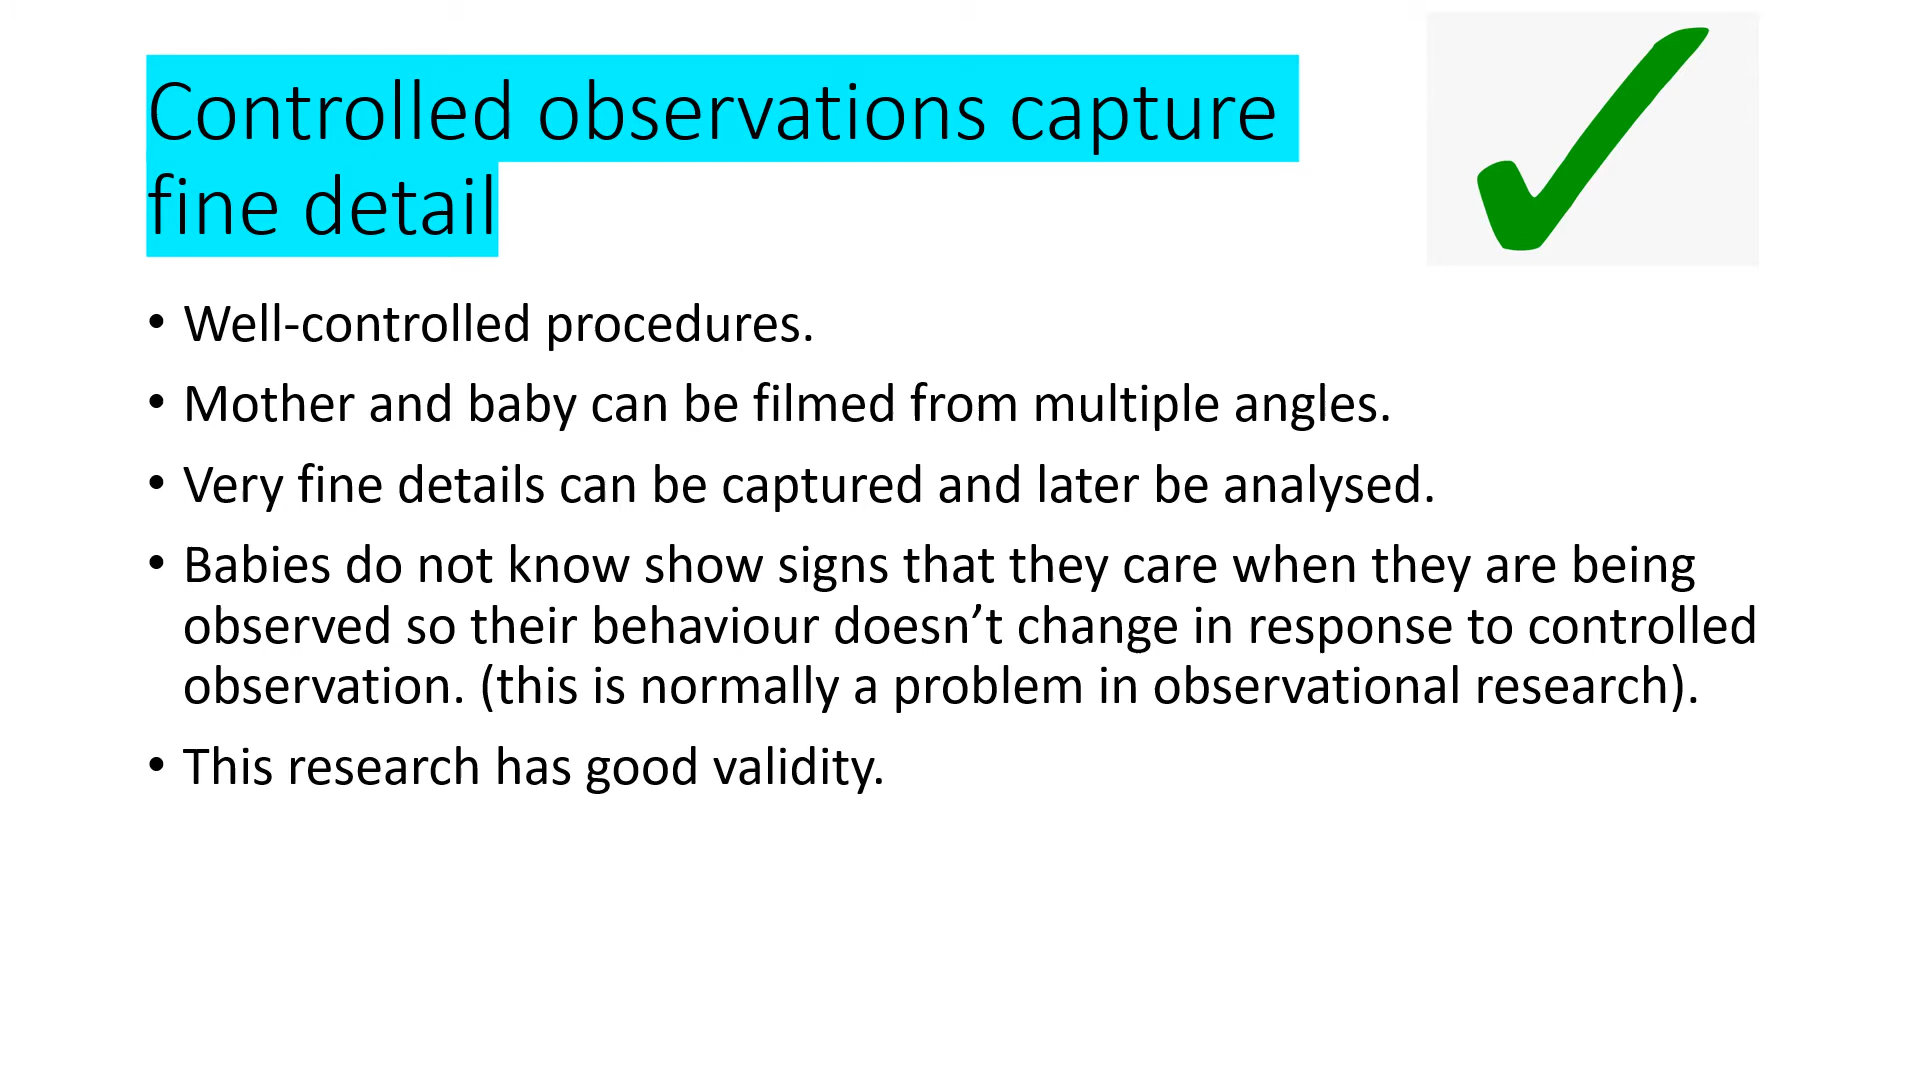 Controlled observations capture
fine detail
• Well-controlled procedures.
• Mother and baby can be filmed from multiple angles.
• Very fine details can be captured and later be analysed.
• Babies do not know show signs that they care when they are being
observed so their behaviour doesn’t change in response to controlled
observation. (this is normally a problem in observational research).
• This research has good validity.